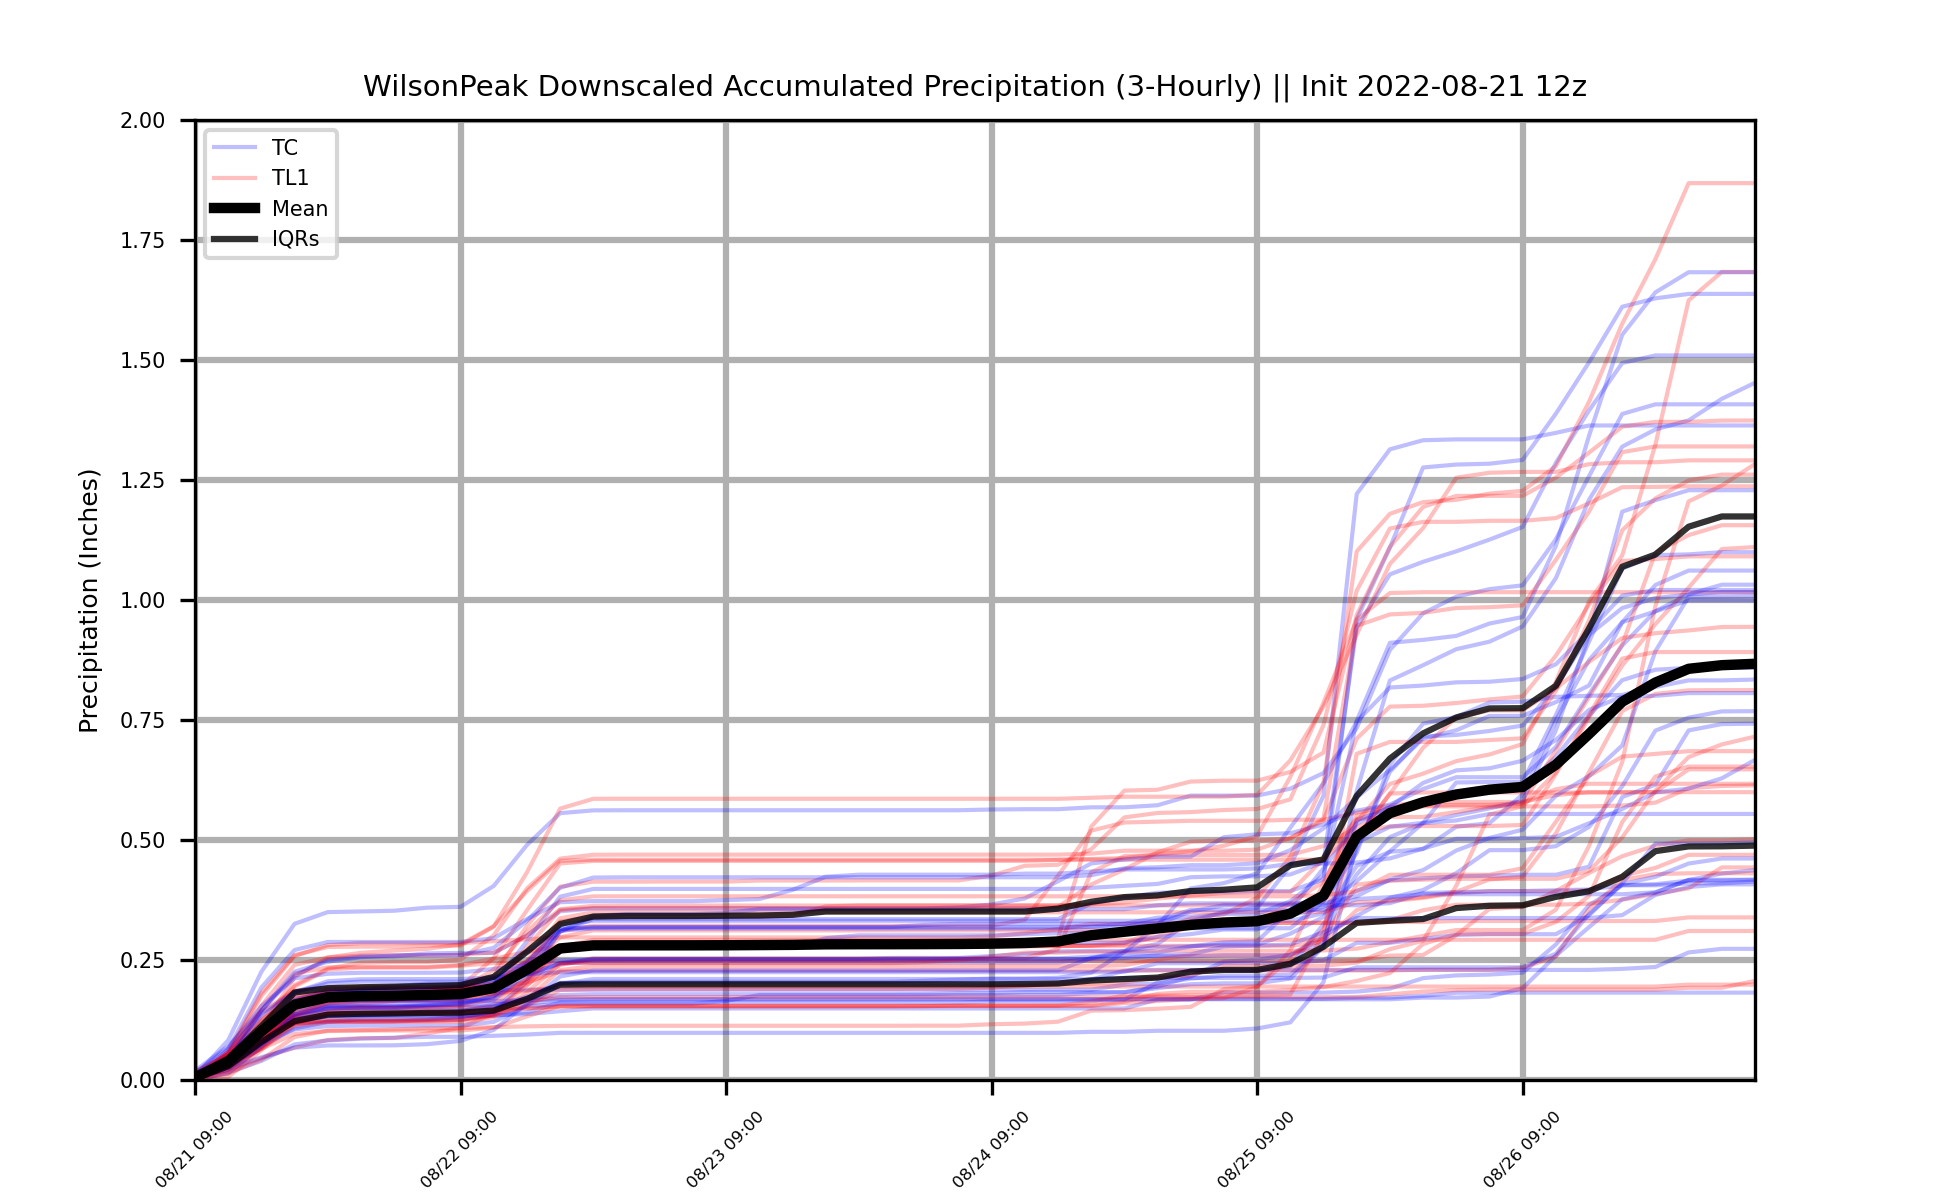 WilsonPeak Downscaled Accumulated Precipitation (3-Hourly) || Init 2022-08-21 12z
TC
TL1
Mean
IQRs
Precipitation (Inches)
2.00
1.75
1.50
1.25
1.00
0.75
0.50
0.25
0.00
08/21 09:00
08/22 09:00
08/23 09:00
08/24 09:00
08/25 09:00
08/26 09:00